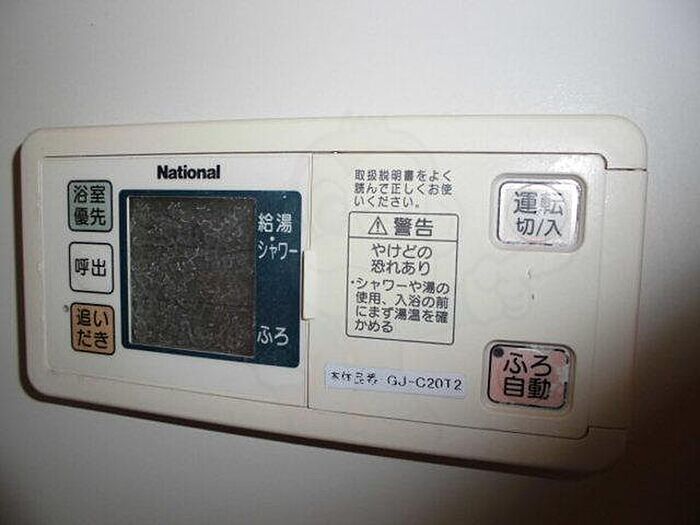 National
浴室
優先
呼出
追い
だき
給湯
シャワー
ふろ
取扱説明書をよく
読んで正しくお使
いください。
⚠警告
やけどの
恐れあり
・シャワーや湯の
使用、入浴の前
にまず湯温を確
かめる
本体品番 GJ-C20T2
運転
切/入
ふろ
自動